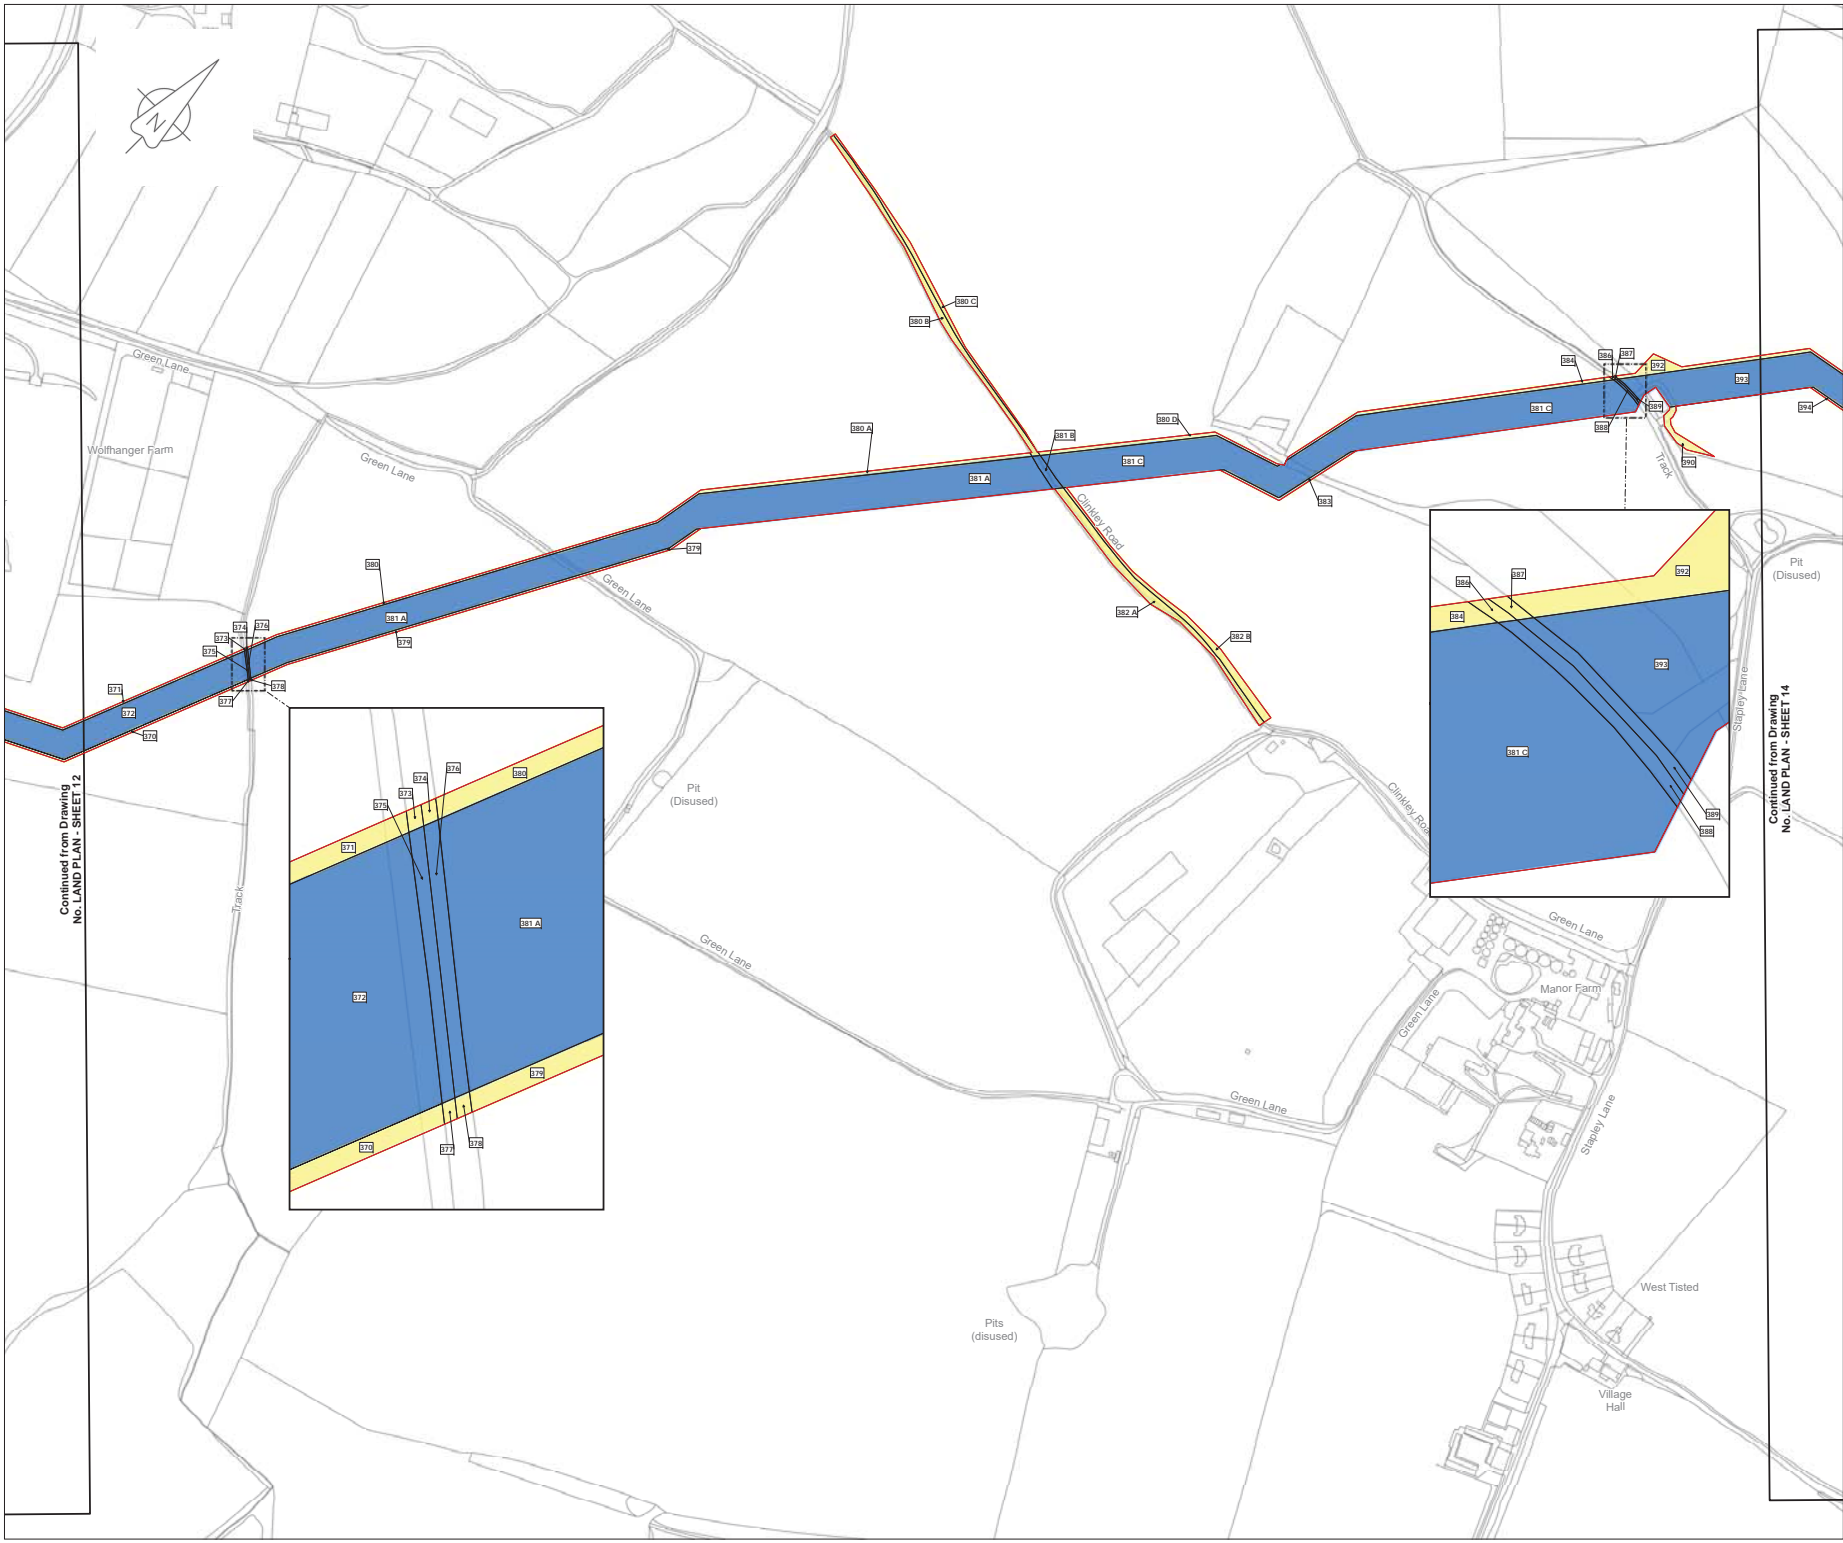 N
380 C
380 B
Green Lane
386
387
384
392
393
381 C
389
394
388
380 D
380 A
381 B
381 C
Wolfhanger Farm
Green Lane
390
Track
381 A
383
Clinkley Road
379
Pit
(Disused)
380
Green Lane
387
386
392
384
381 A
382 A
382 B
379
374
376
373
375
393
378
377
371
372
370
Stapley Lane
381 C
Continued from Drawing
No. LAND PLAN - SHEET 14
Continued from Drawing
No. LAND PLAN - SHEET 12
376
374
380
373
375
Pit
(Disused)
Clinkley Road
389
388
371
Track
381 A
Green Lane
Green Lane
372
Manor Farm
Green Lane
379
Green Lane
Stapley Lane
370
377
378
West Tisted
Pits
(disused)
Village
Hall